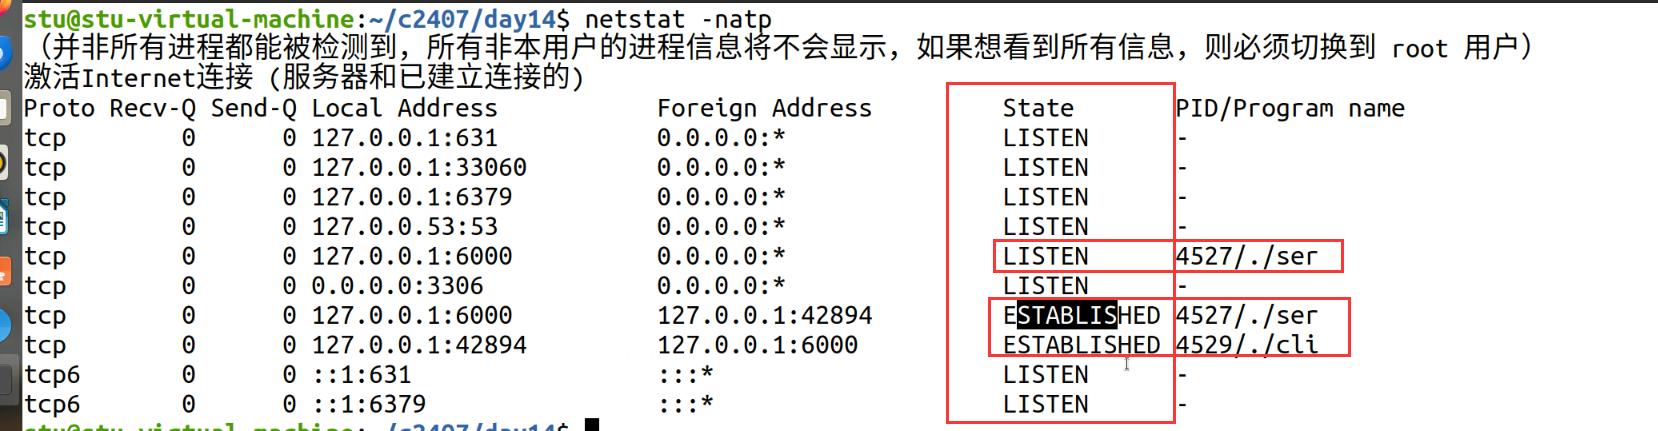 stu@stu-virtual-machine:~/c2407/day14$ netstat -natp
（并非所有进程都能被检测到，所有非本用户的进程信息将不会显示，如果想看到所有信息，则必须切换到 root 用户）
激活Internet连接 (服务器和已建立连接的)
Proto Recv-Q Send-Q Local Address           Foreign Address         State       PID/Program name
tcp        0      0 127.0.0.1:631           0.0.0.0:*               LISTEN      -
tcp        0      0 127.0.0.1:33060         0.0.0.0:*               LISTEN      -
tcp        0      0 127.0.0.1:6379          0.0.0.0:*               LISTEN      -
tcp        0      0 127.0.0.53:53           0.0.0.0:*               LISTEN      -
tcp        0      0 127.0.0.1:6000          0.0.0.0:*               LISTEN      4527/./ser
tcp        0      0 0.0.0.0:3306            0.0.0.0:*               LISTEN      -
tcp        0      0 127.0.0.1:6000          127.0.0.1:42894         ESTABLISHED 4527/./ser
tcp        0      0 127.0.0.1:42894         127.0.0.1:6000          ESTABLISHED 4529/./cli
tcp6       0      0 ::1:631                 :::*                    LISTEN      -
tcp6       0      0 ::1:6379                :::*                    LISTEN      -
stu@stu-virtual-machine:~/c2407/day14$